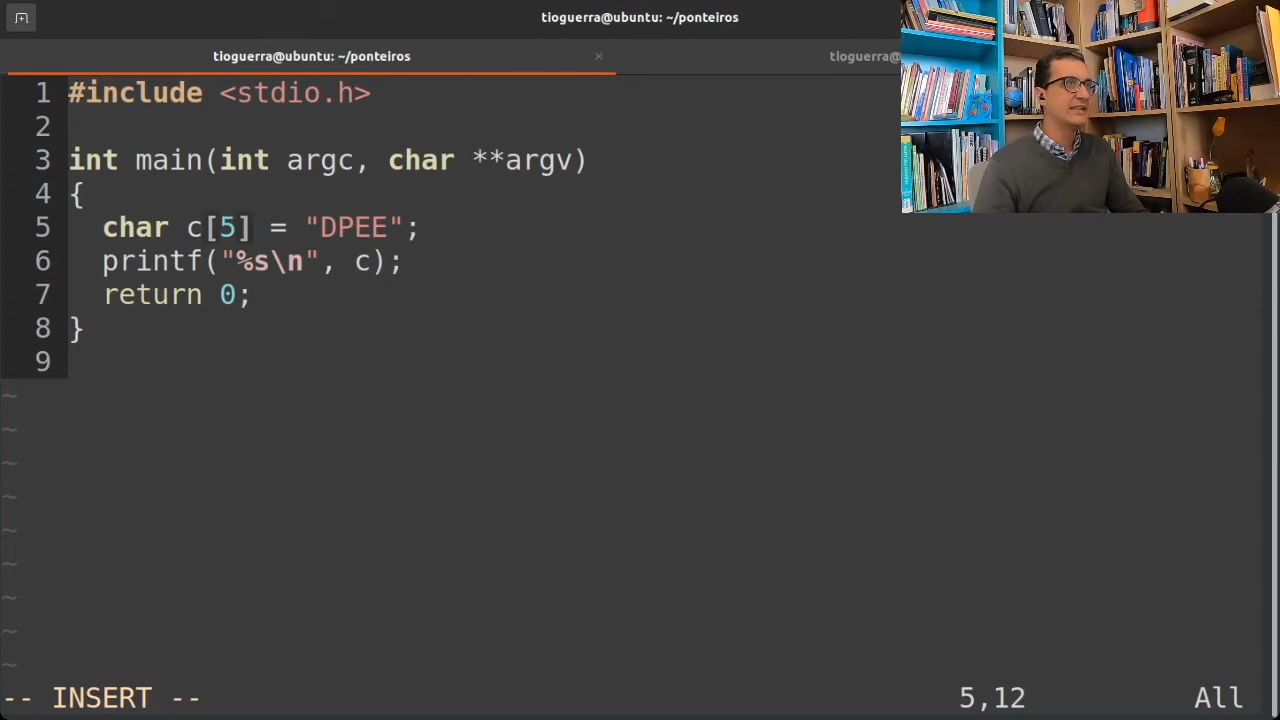 tioguerra@ubuntu: ~/ponteiros
tioguerra@ubuntu: ~/ponteiros × tioguerra@
1 #include <stdio.h>
2
3 int main(int argc, char **argv)
4 {
5   char c[5] = "DPEE";
6   printf("%s\n", c);
7   return 0;
8 }
9
~
~
~
~
~
~
~
~
~
-- INSERT -- 5,12 All